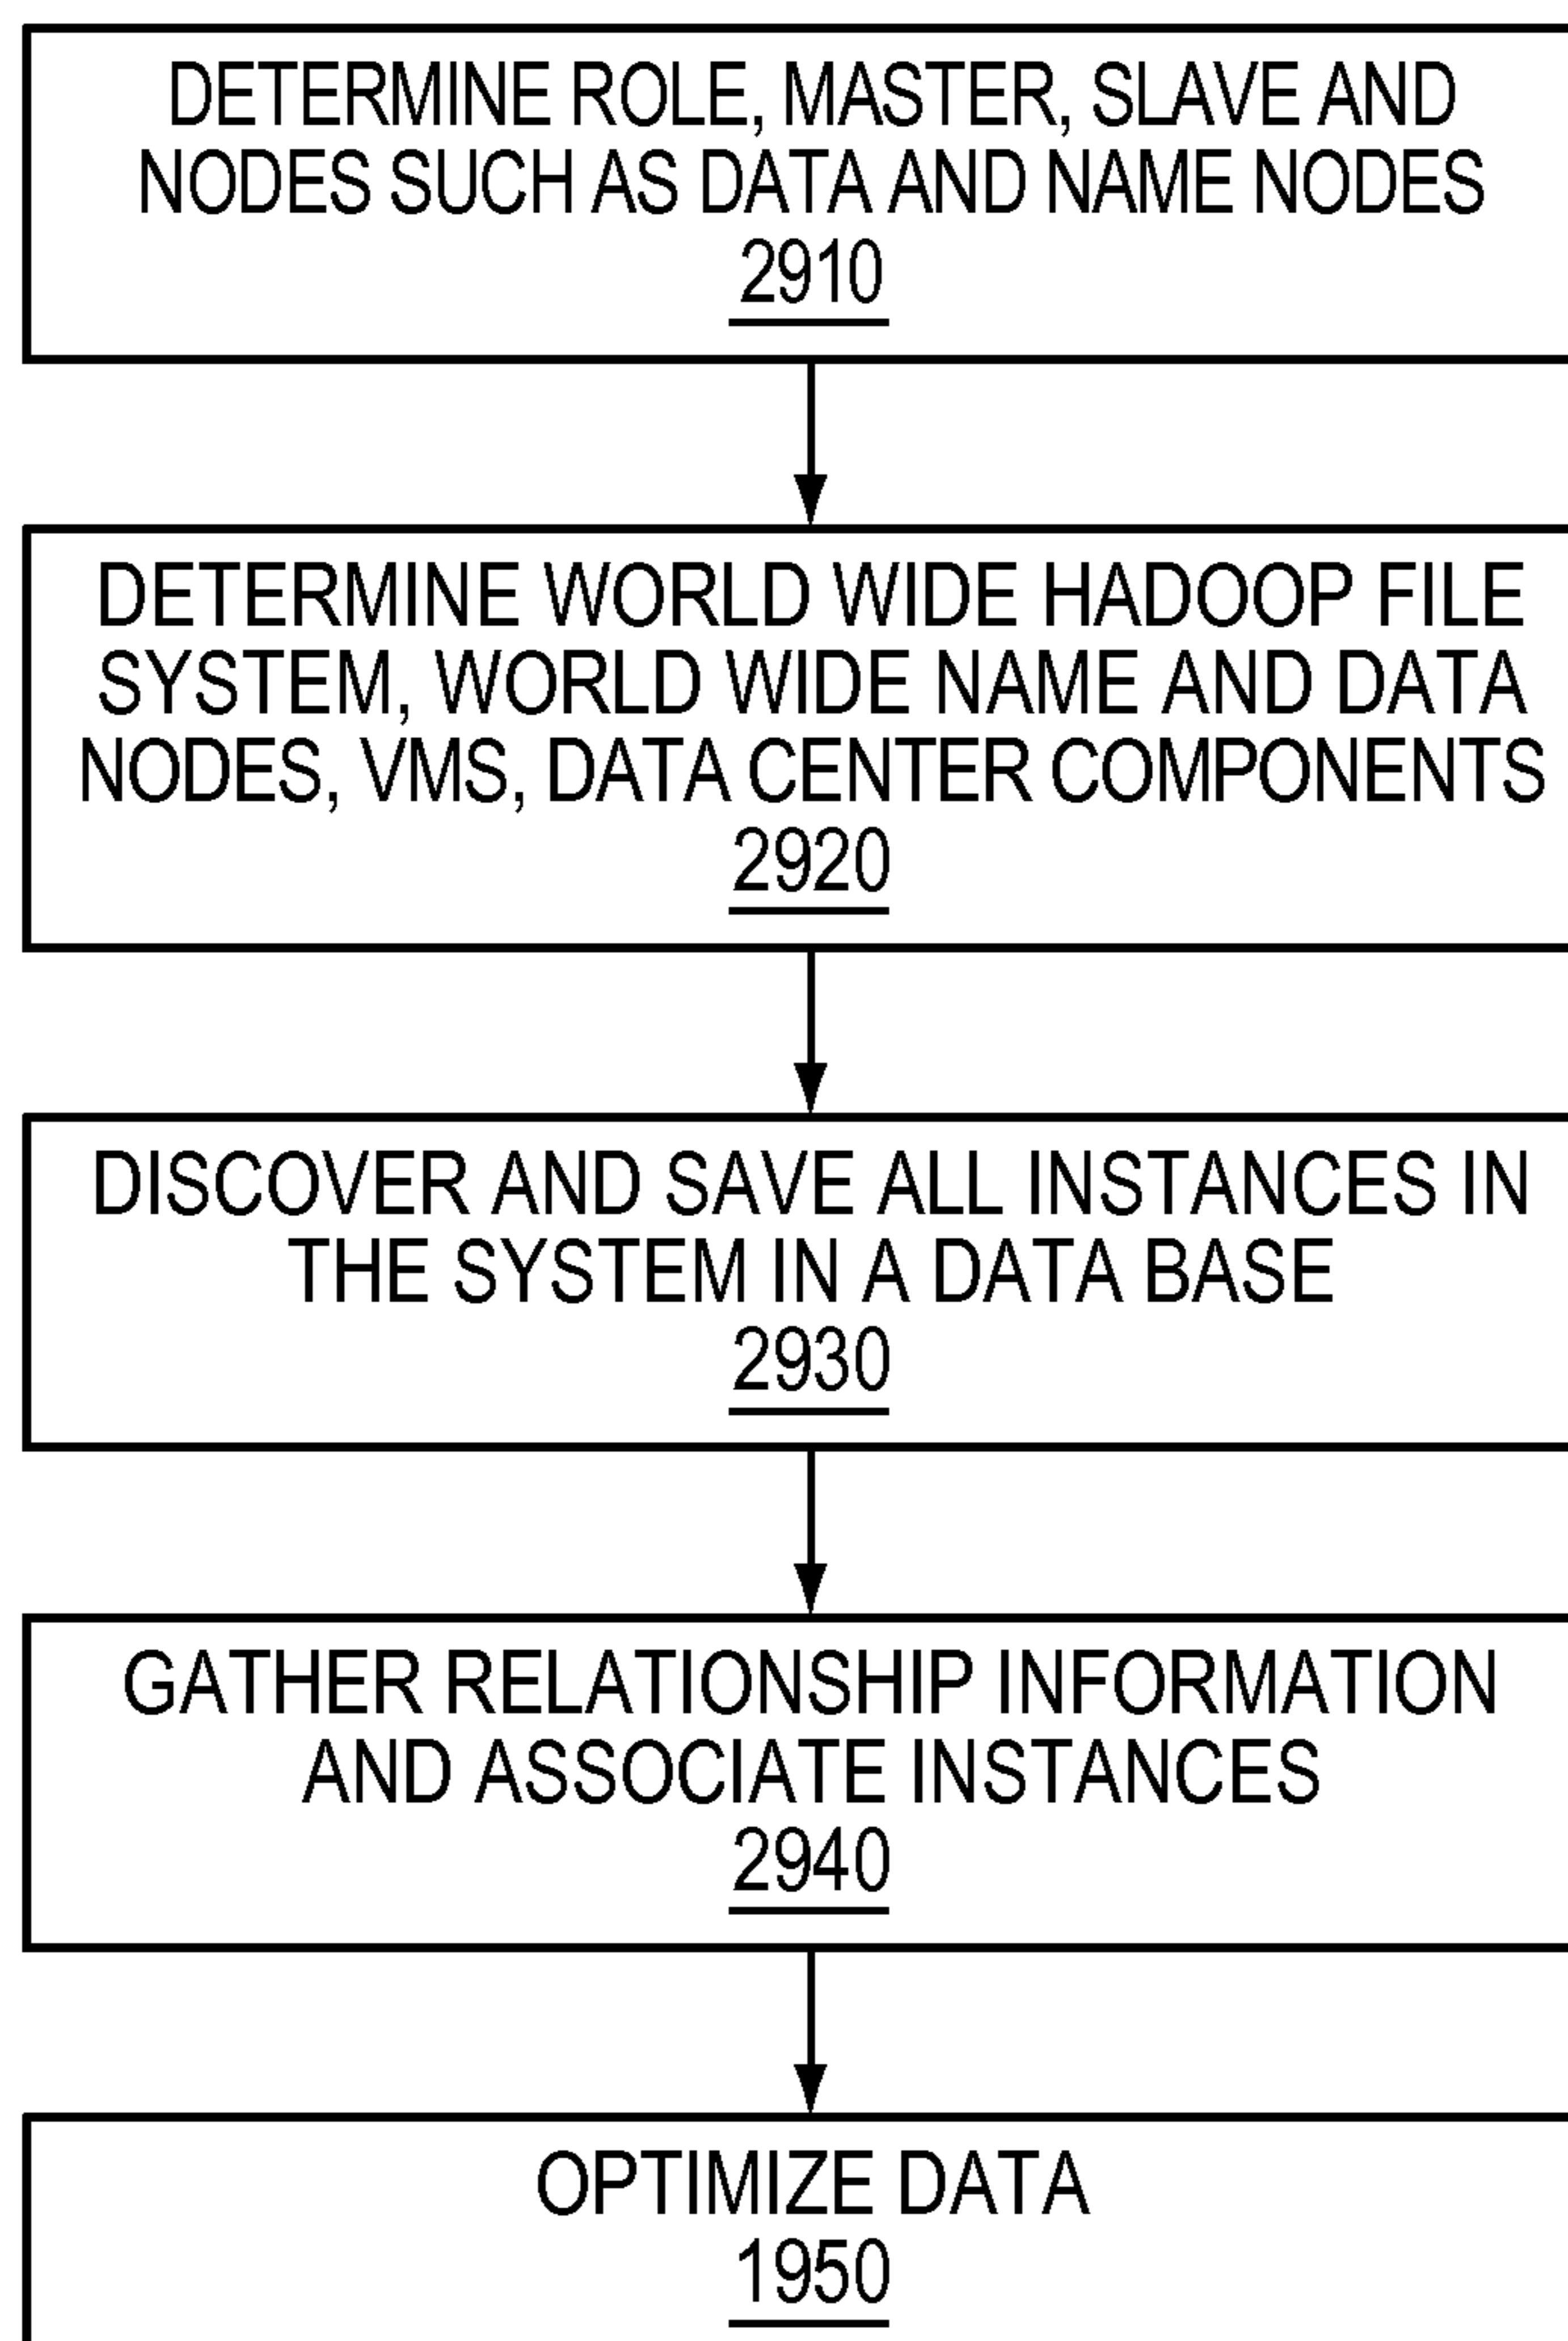 DETERMINE ROLE, MASTER, SLAVE AND
NODES SUCH AS DATA AND NAME NODES
2910
DETERMINE WORLD WIDE HADOOP FILE
SYSTEM, WORLD WIDE NAME AND DATA
NODES, VMS, DATA CENTER COMPONENTS
2920
DISCOVER AND SAVE ALL INSTANCES IN
THE SYSTEM IN A DATA BASE
2930
GATHER RELATIONSHIP INFORMATION
AND ASSOCIATE INSTANCES
2940
OPTIMIZE DATA
1950